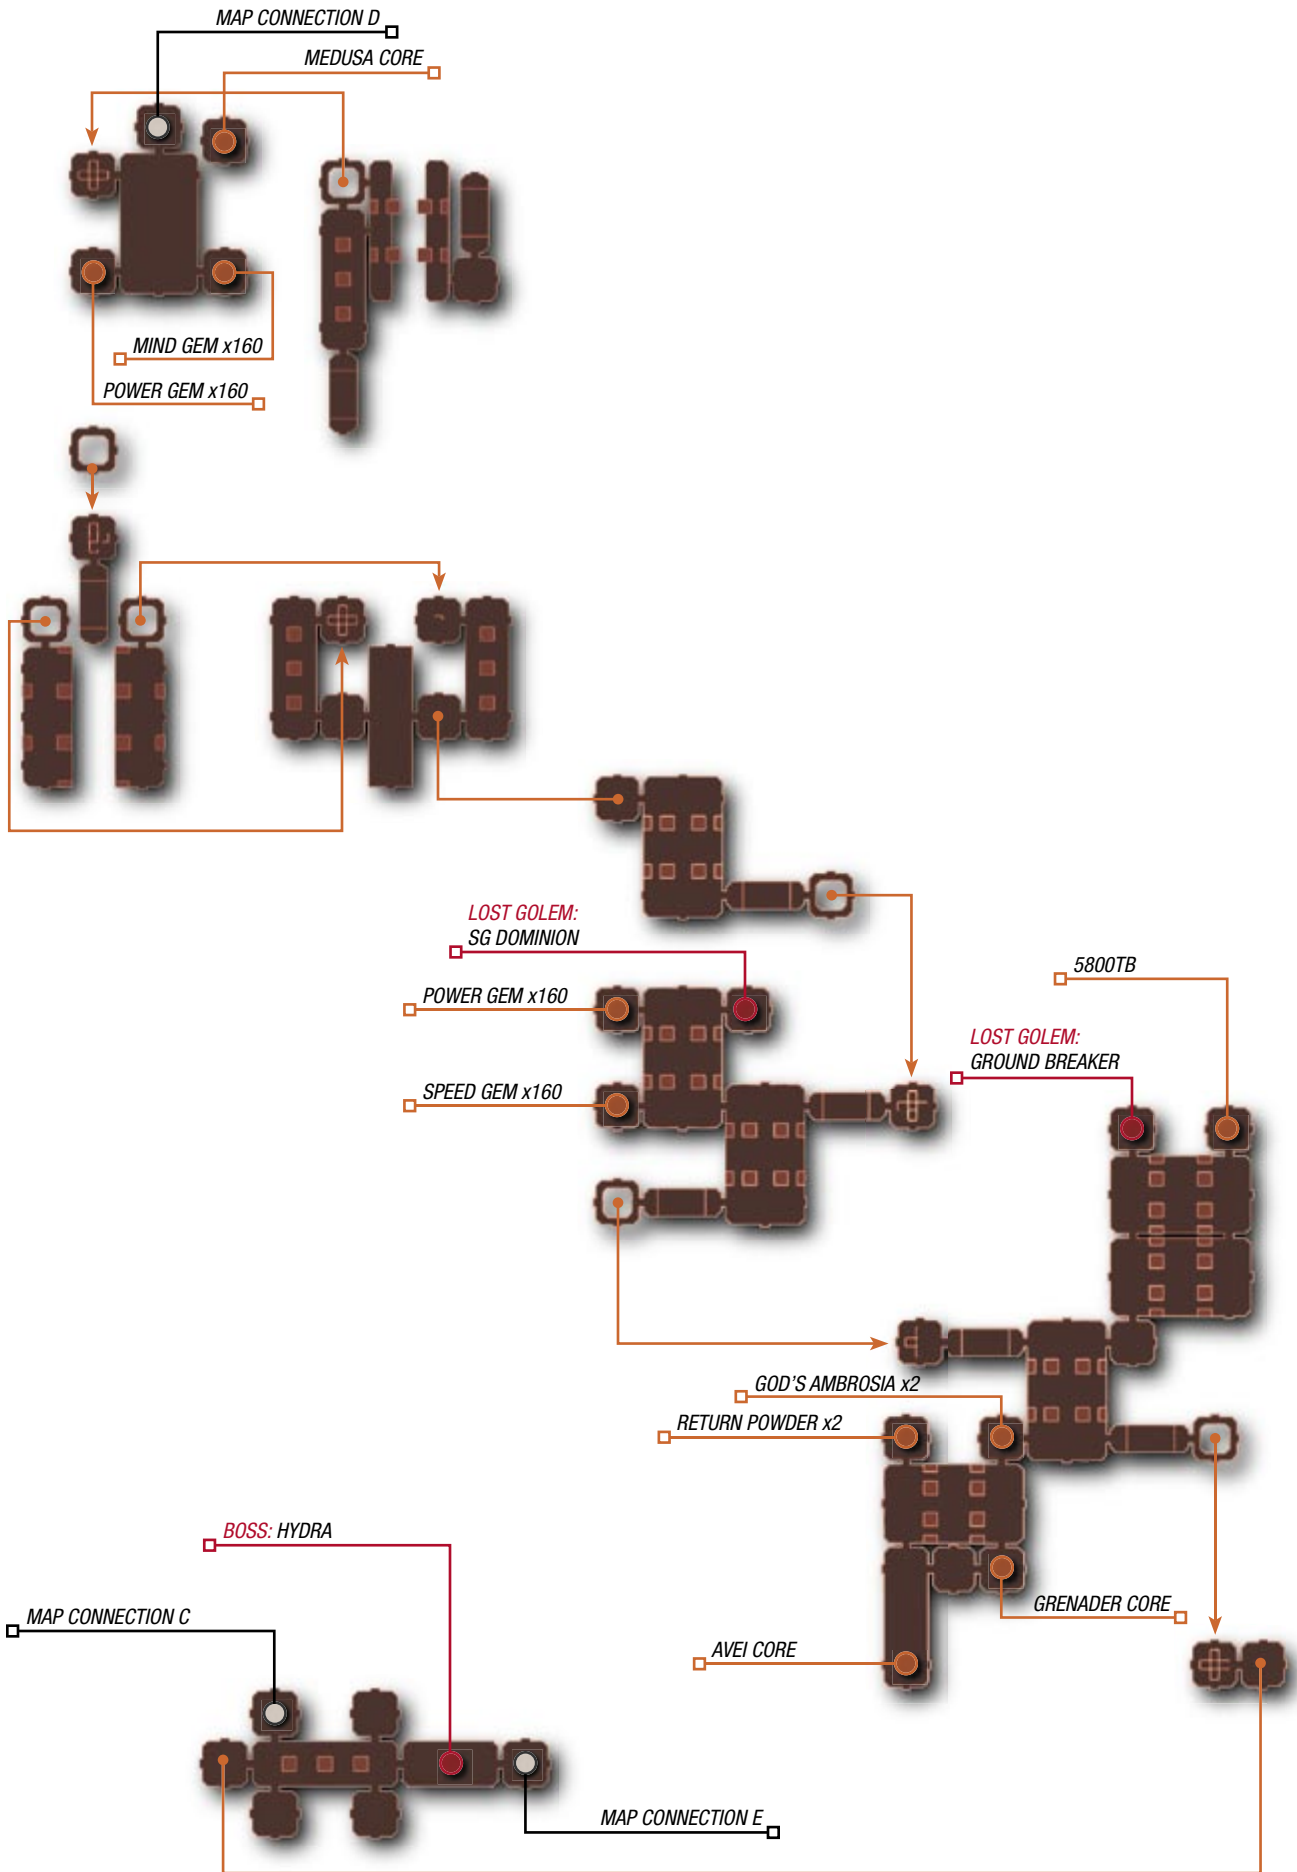 MAP CONNECTION D
MEDUSA CORE
MIND GEM x160
POWER GEM x160
LOST GOLEM:
SG DOMINION
POWER GEM x160
SPEED GEM x160
5800TB
LOST GOLEM:
GROUND BREAKER
GOD'S AMBROSIA x2
RETURN POWDER x2
BOSS: HYDRA
MAP CONNECTION C
GRENADER CORE
AVEI CORE
MAP CONNECTION E